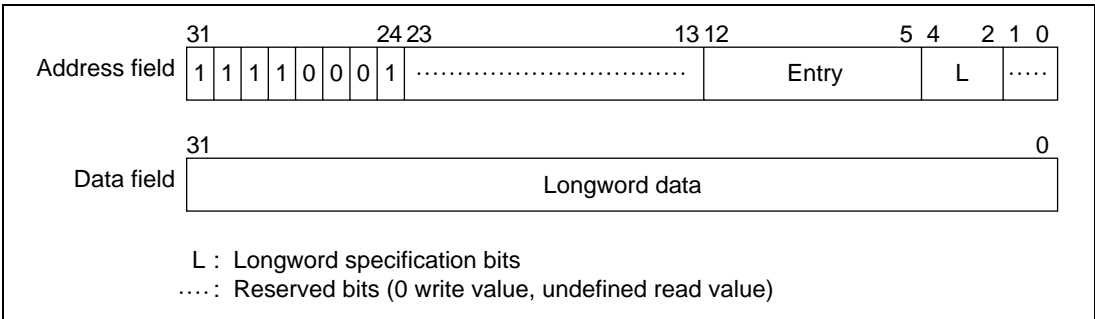 31 24 23 13 12 5 4 2 1 0
Address field 1 1 1 1 0 0 0 1 ................................. Entry L .....
31 0
Data field Longword data
L : Longword specification bits
.... : Reserved bits (0 write value, undefined read value)